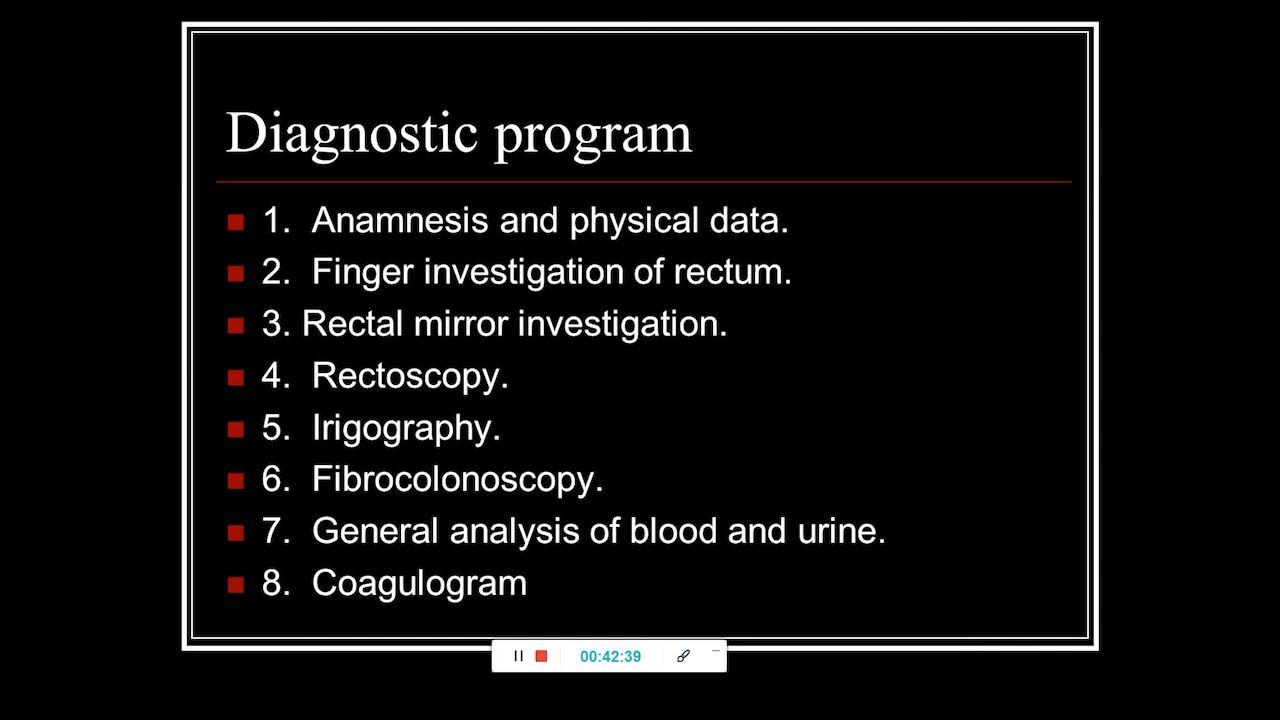 Diagnostic program
1. Anamnesis and physical data.
2. Finger investigation of rectum.
3. Rectal mirror investigation.
4. Rectoscopy.
5. Irigography.
6. Fibrocolonoscopy.
7. General analysis of blood and urine.
8. Coagulogram
00:42:39